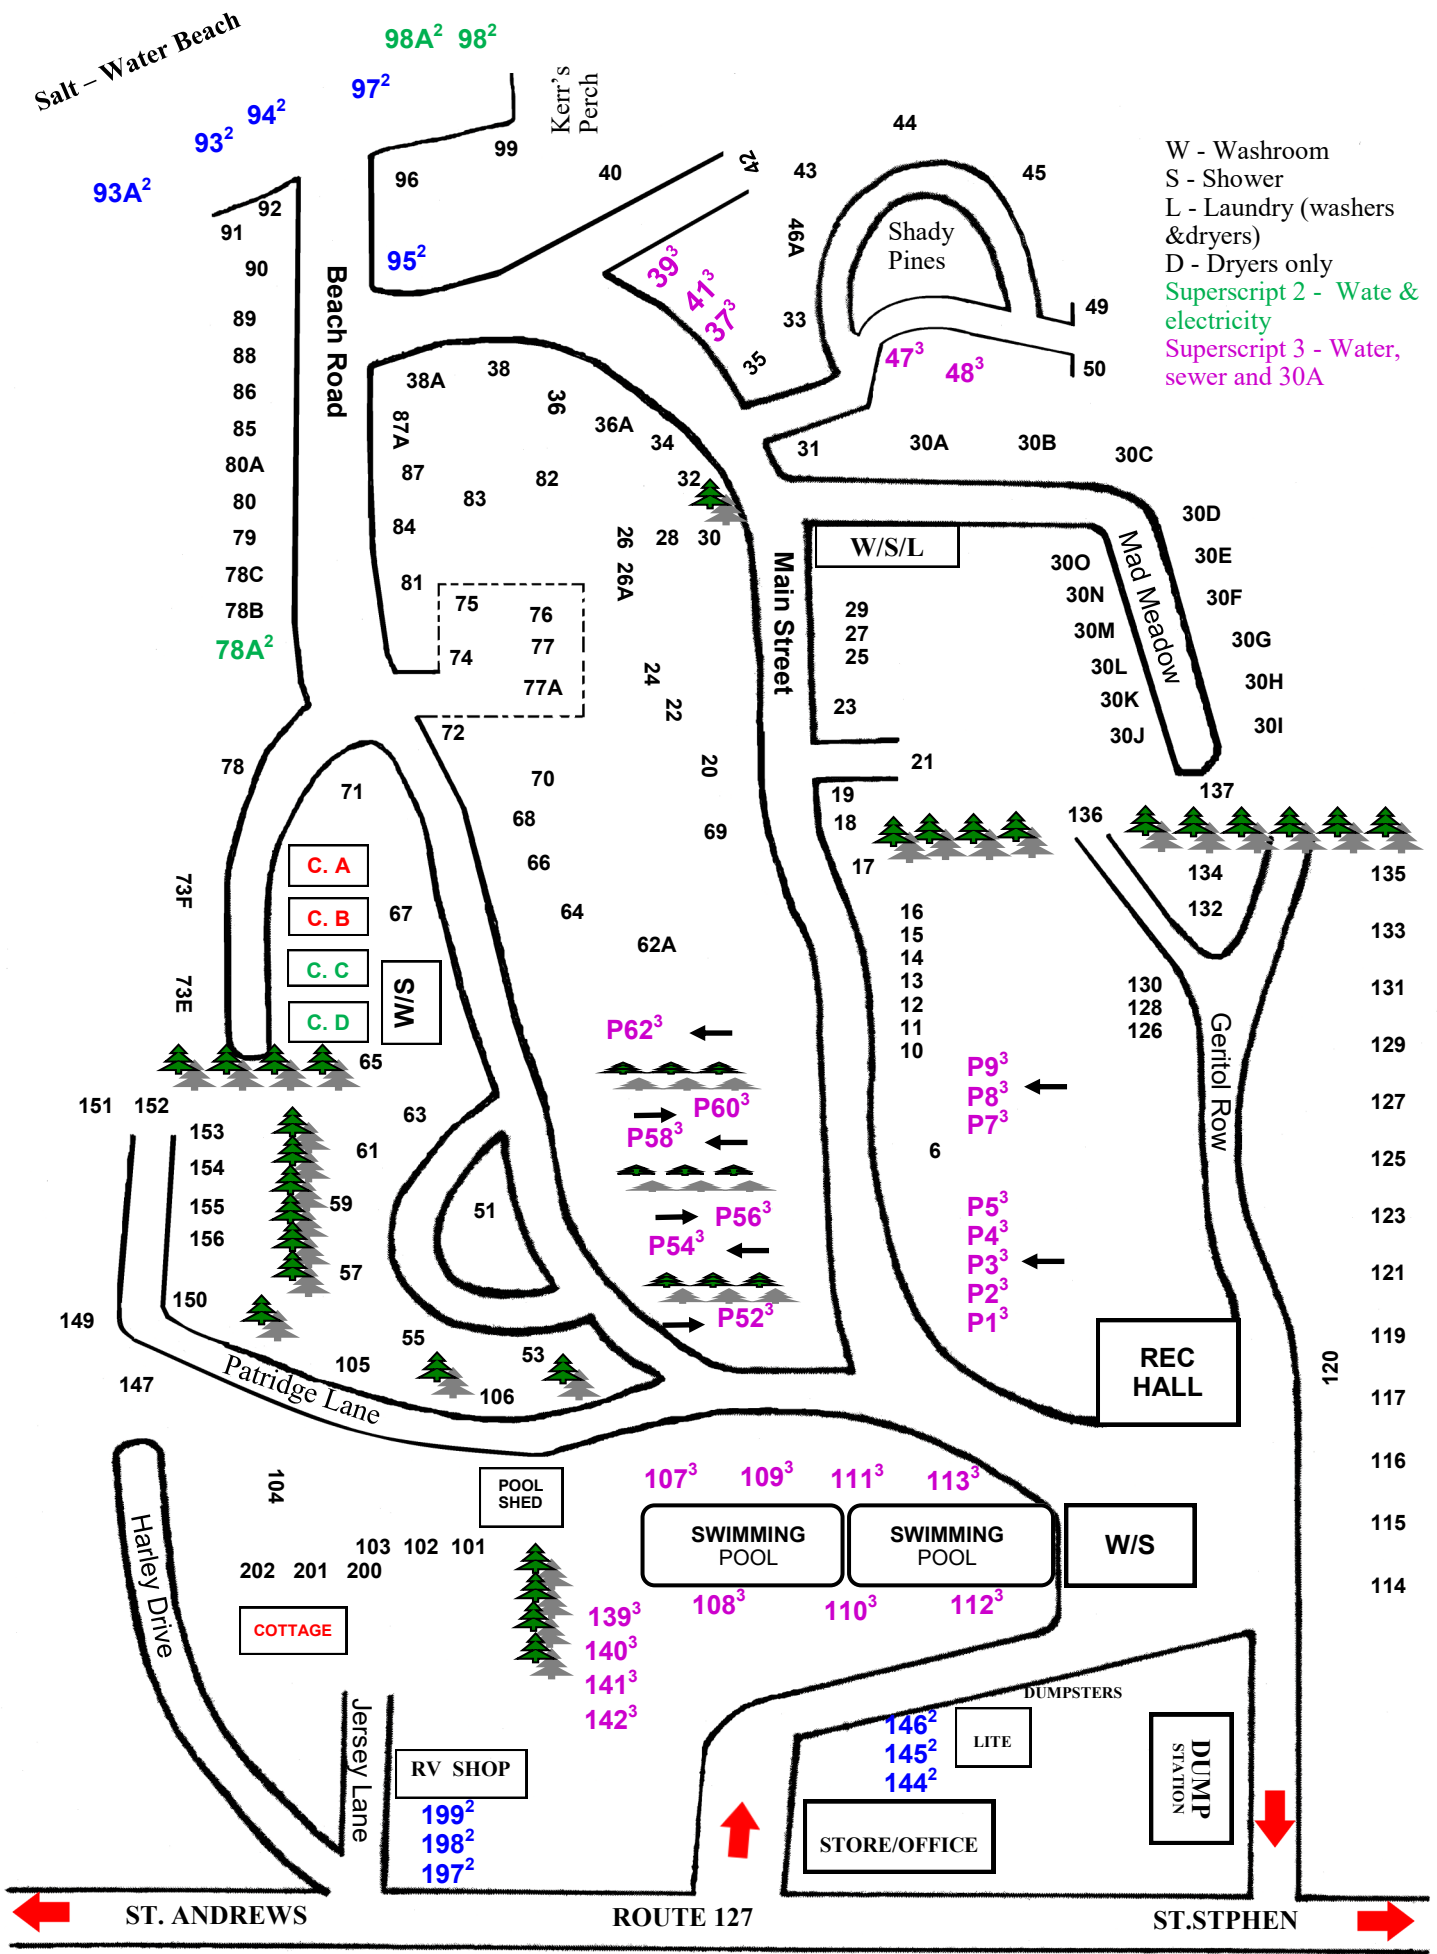 Salt – Water Beach
98A² 98²
97²
94²
93²
93A²
Kerr's
Perch
99
96
40
42
43
44
45
W - Washroom
S - Shower
L - Laundry (washers
&dryers)
D - Dryers only
Superscript 2 - Wate &
electricity
Superscript 3 - Water,
sewer and 30A
92
91
90
95²
Beach Road
46A
Shady
Pines
39³
41³
37³
33
35
49
50
47³
48³
89
88
86
85
80A
80
79
78C
78B
78A²
38A
38
36
36A
34
32
87A
87
83
82
84
81
26
28
30
26A
31
30A
30B
30C
30D
30E
30F
30G
30H
30I
30O
30N
30M
30L
30K
30J
Mad Meadow
W/S/L
Main Street
29
27
25
23
21
19
18
17
75
76
74
77
77A
72
24
22
20
70
68
69
66
64
62A
78
71
C. A
C. B
C. C
C. D
67
W/S
73F
73E
65
137
136
134
132
135
133
131
129
127
125
123
121
119
117
116
115
114
130
128
126
Geritol Row
120
16
15
14
13
12
11
10
P9³
P8³
P7³
6
P5³
P4³
P3³
P2³
P1³
P62³
P60³
P58³
P56³
P54³
P52³
151
152
153
154
155
156
63
61
59
57
51
150
149
147
55
53
105
106
Patridge Lane
REC
HALL
104
POOL
SHED
107³
109³
111³
113³
SWIMMING
POOL
SWIMMING
POOL
W/S
108³
110³
112³
103
102
101
202
201
200
COTTAGE
Harley Drive
139³
140³
141³
142³
Jersey Lane
RV SHOP
199²
198²
197²
DUMPSTERS
146²
145²
144²
LITE
DUMP
STATION
STORE/OFFICE
ST. ANDREWS
ROUTE 127
ST.STPHEN